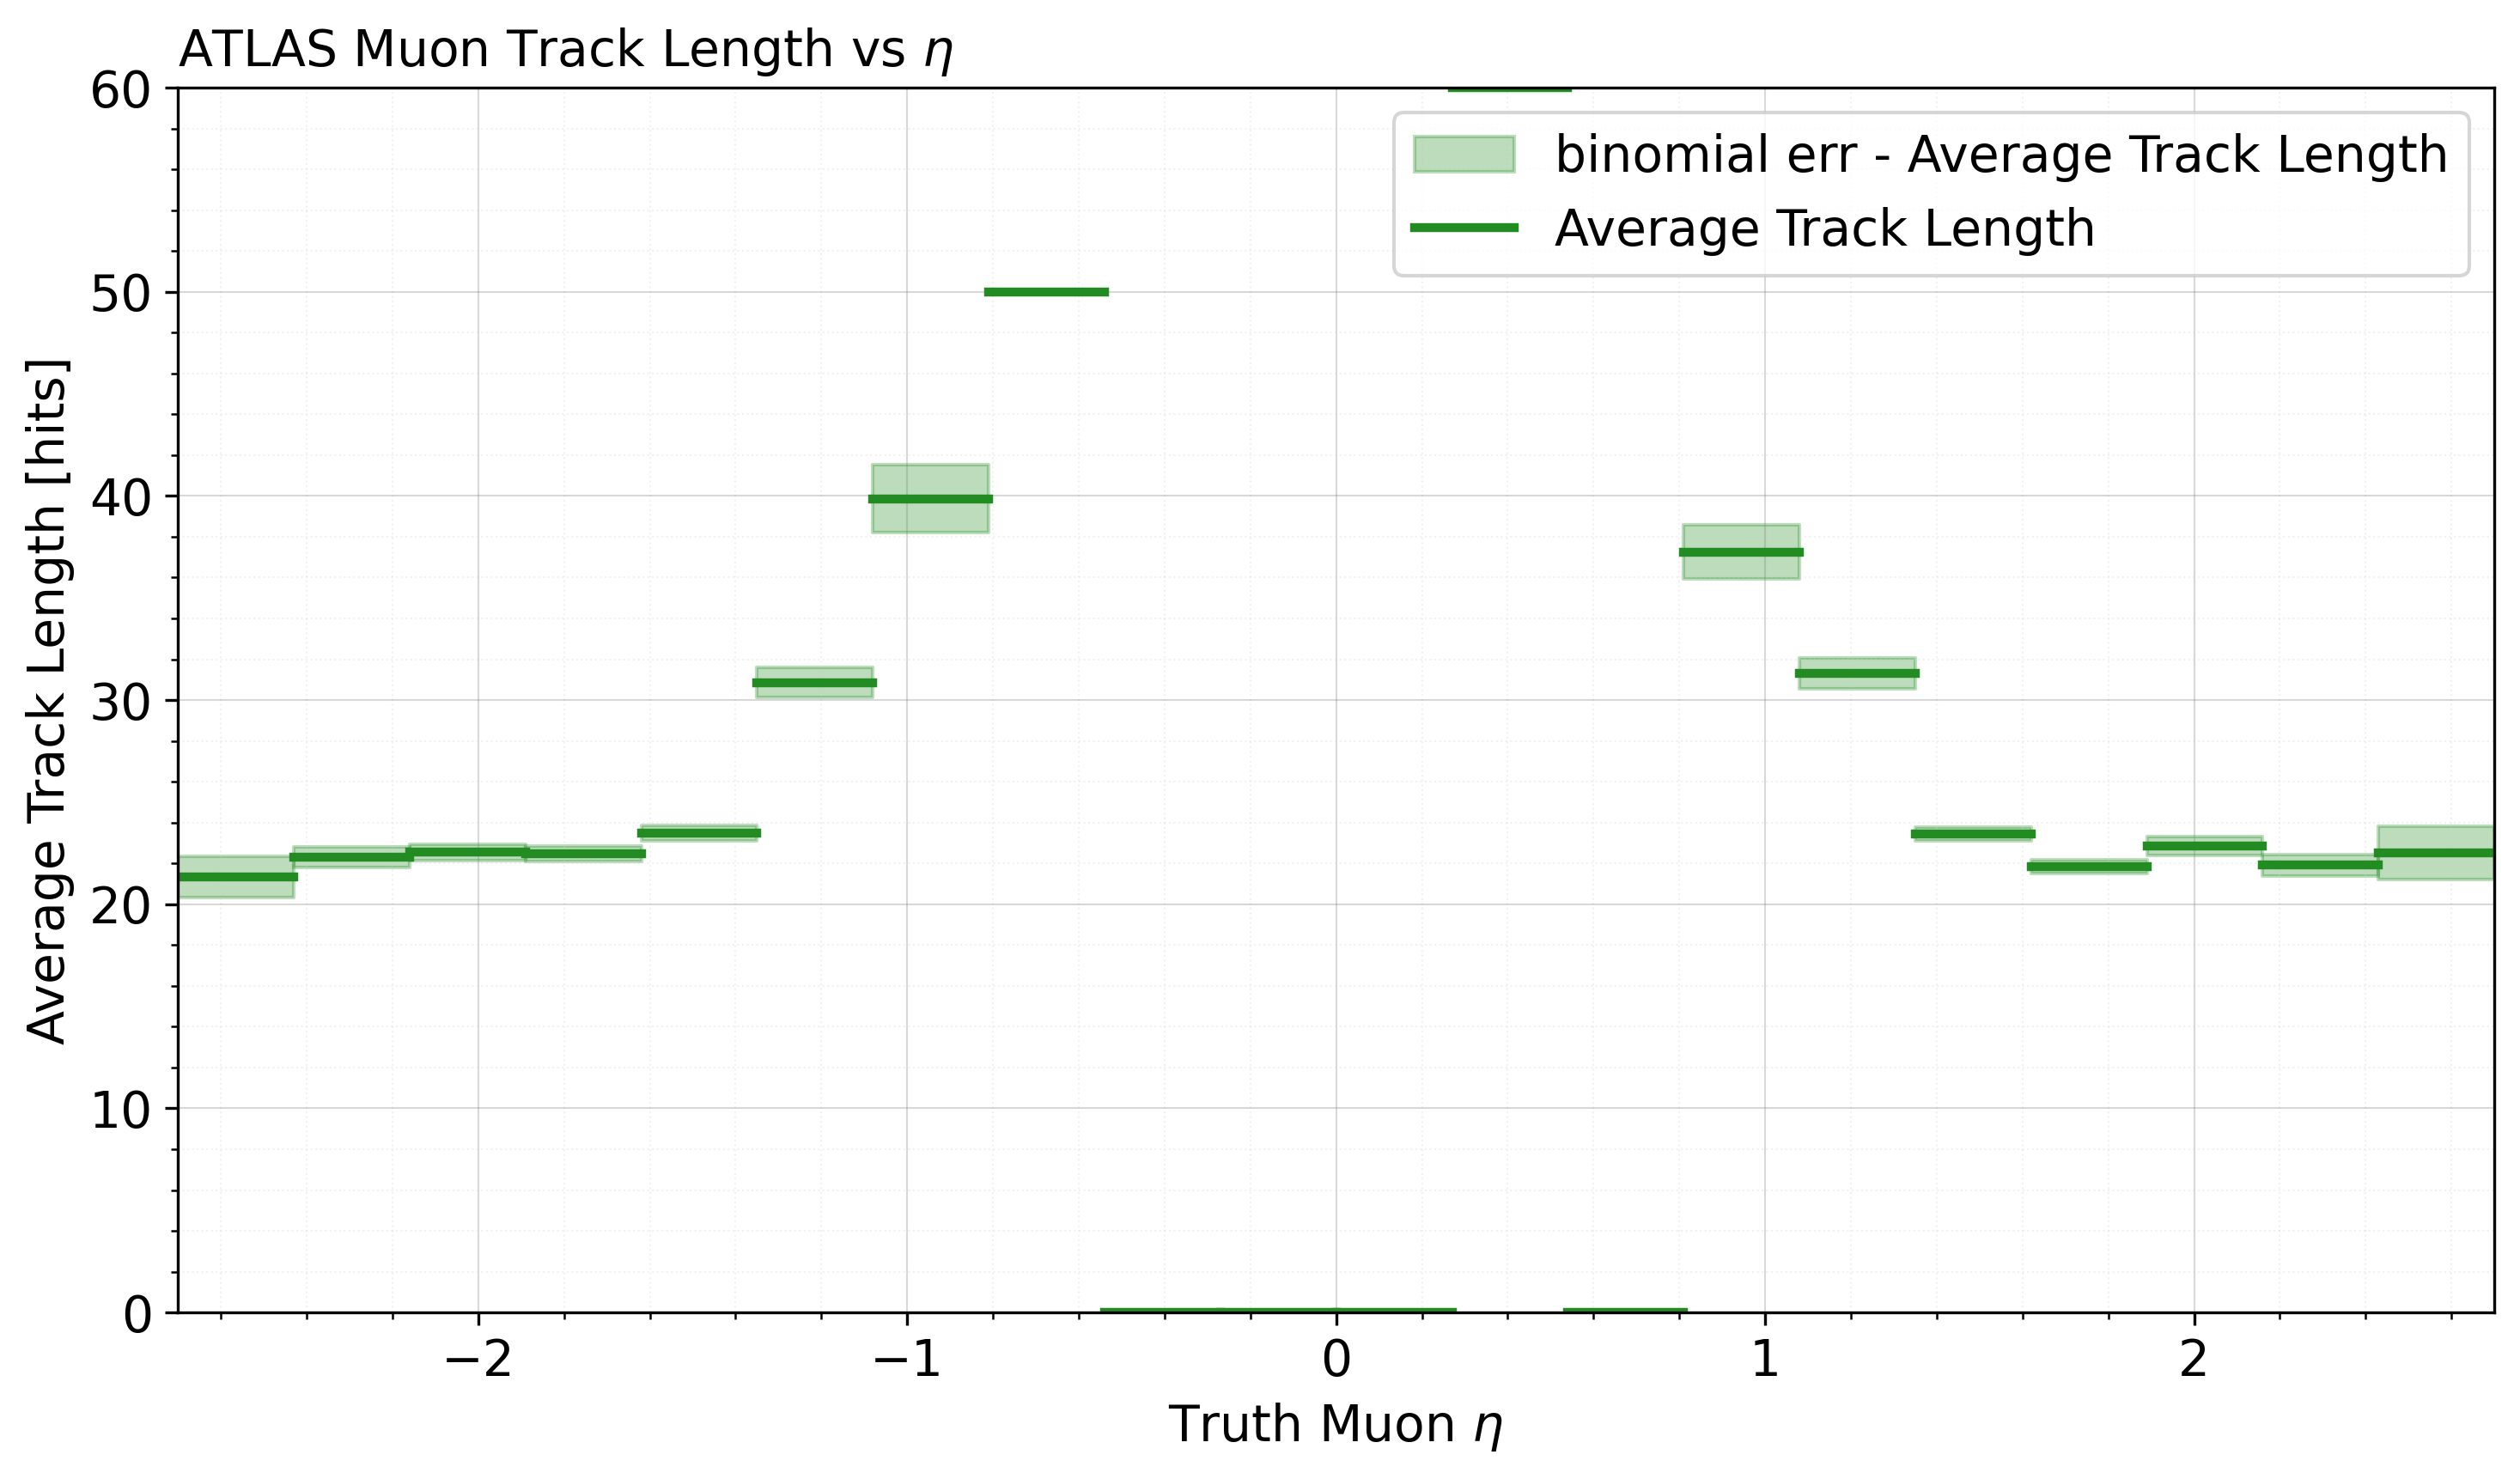 ATLAS Muon Track Length vs η
60
50
40
30
20
10
0
Average Track Length [hits]
binomial err - Average Track Length
Average Track Length
−2
−1
0
1
2
Truth Muon η